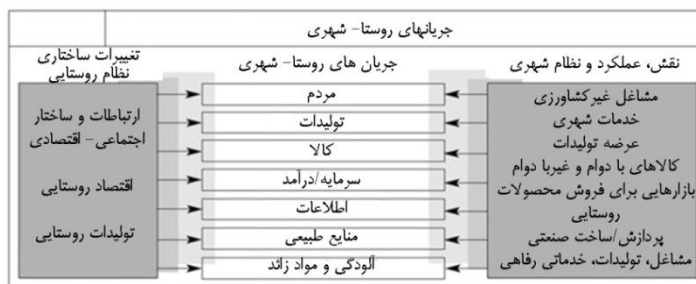 جریانهای روستا- شهری
نقش، عملکرد و نظام شهری
جریان های روستا- شهری
تغییرات ساختاری
نظام روستایی
مشاغل غیرکشاورزی
خدمات شهری
عرضه تولیدات
کالاهای با دوام و غیربا دوام
بازارهایی برای فروش محصولات
روستایی
پردازش/ساخت صنعتی
مشاغل، تولیدات، خدماتی رفاهی
مردم
تولیدات
کالا
سرمایه/درآمد
اطلاعات
منابع طبیعی
آلودگی و مواد زائد
ارتباطات و ساختار
اجتماعی- اقتصادی
اقتصاد روستایی
تولیدات روستایی